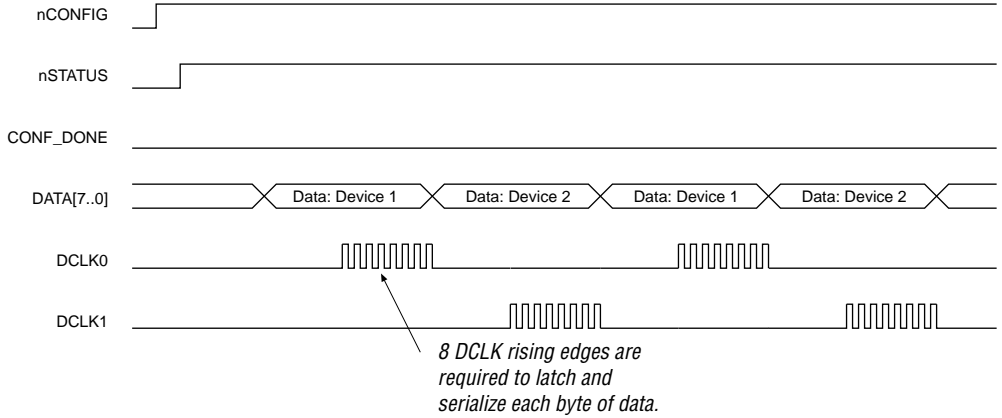 nCONFIG
nSTATUS
CONF_DONE
DATA[7..0]
Data: Device 1
Data: Device 2
Data: Device 1
Data: Device 2
DCLK0
DCLK1
8 DCLK rising edges are
required to latch and
serialize each byte of data.